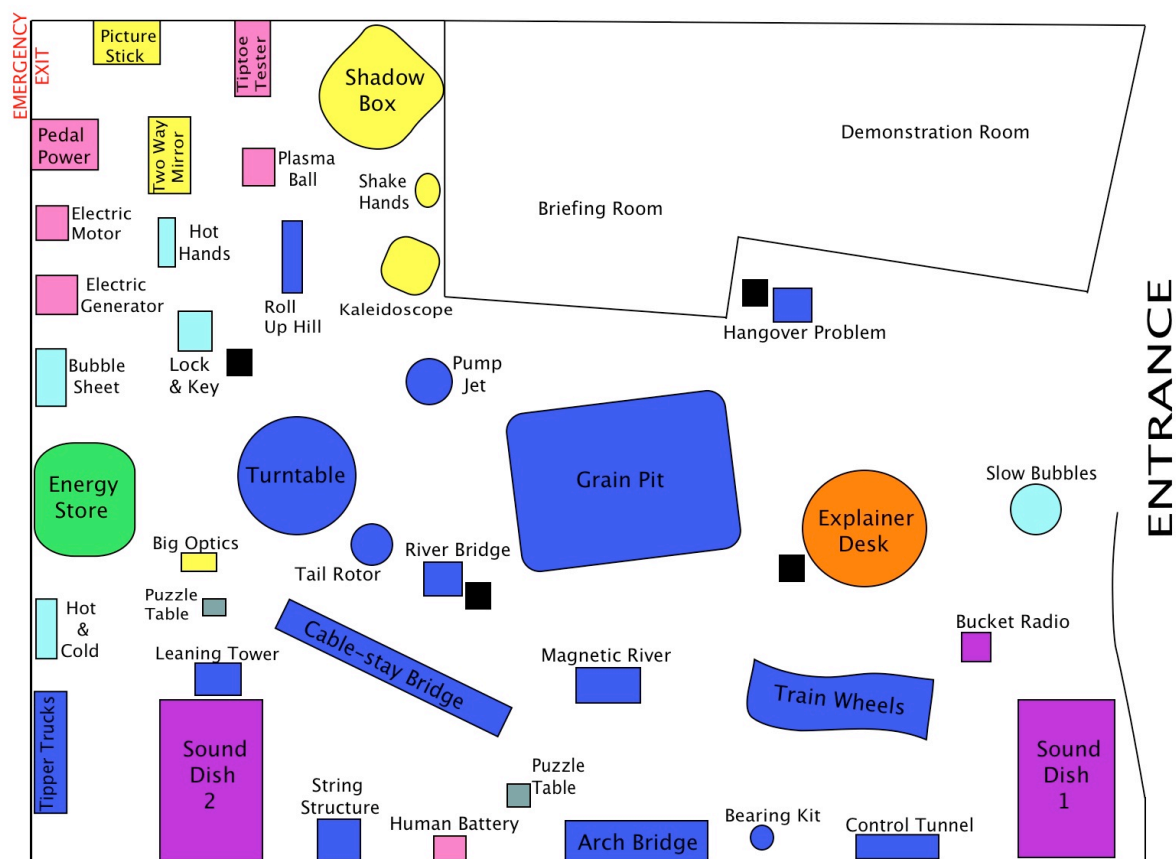 EMERGENCY
EXIT
Picture
Stick
Tiptoe
Tester
Shadow
Box
Demonstration Room
Pedal
Power
Two Way
Mirror
Plasma
Ball
Shake
Hands
Briefing Room
Electric
Motor
Hot
Hands
Electric
Generator
Roll
Up Hill
Kaleidoscope
Hangover Problem
ENTRANCE
Bubble
Sheet
Lock
& Key
Pump
Jet
Energy
Store
Turntable
Grain Pit
Explainer
Desk
Slow Bubbles
Big Optics
Tail Rotor
River Bridge
Puzzle
Table
Hot
&
Cold
Leaning Tower
Cable-stay Bridge
Magnetic River
Bucket Radio
Train Wheels
Tipper Trucks
Sound
Dish
2
Sound
Dish
1
String
Structure
Puzzle
Table
Human Battery
Arch Bridge
Bearing Kit
Control Tunnel